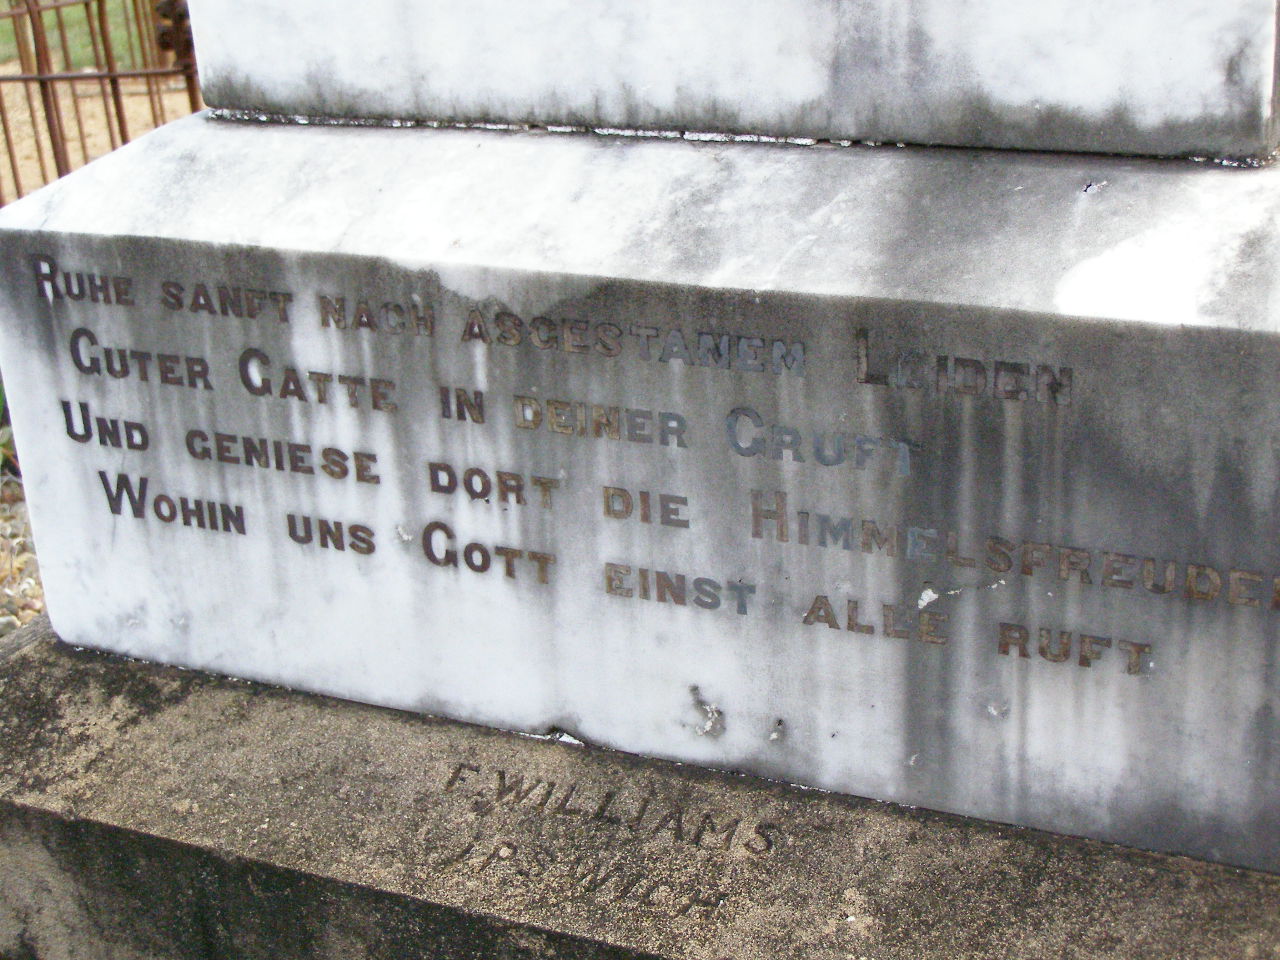 Ruhe sanft nach asgestanem Leiden
Guter Gatte in deiner Gruft
Und geniese dort die Himmelsfreuden
Wohin uns Gott einst alle ruft
F. WILLIAMS
IPSWICH